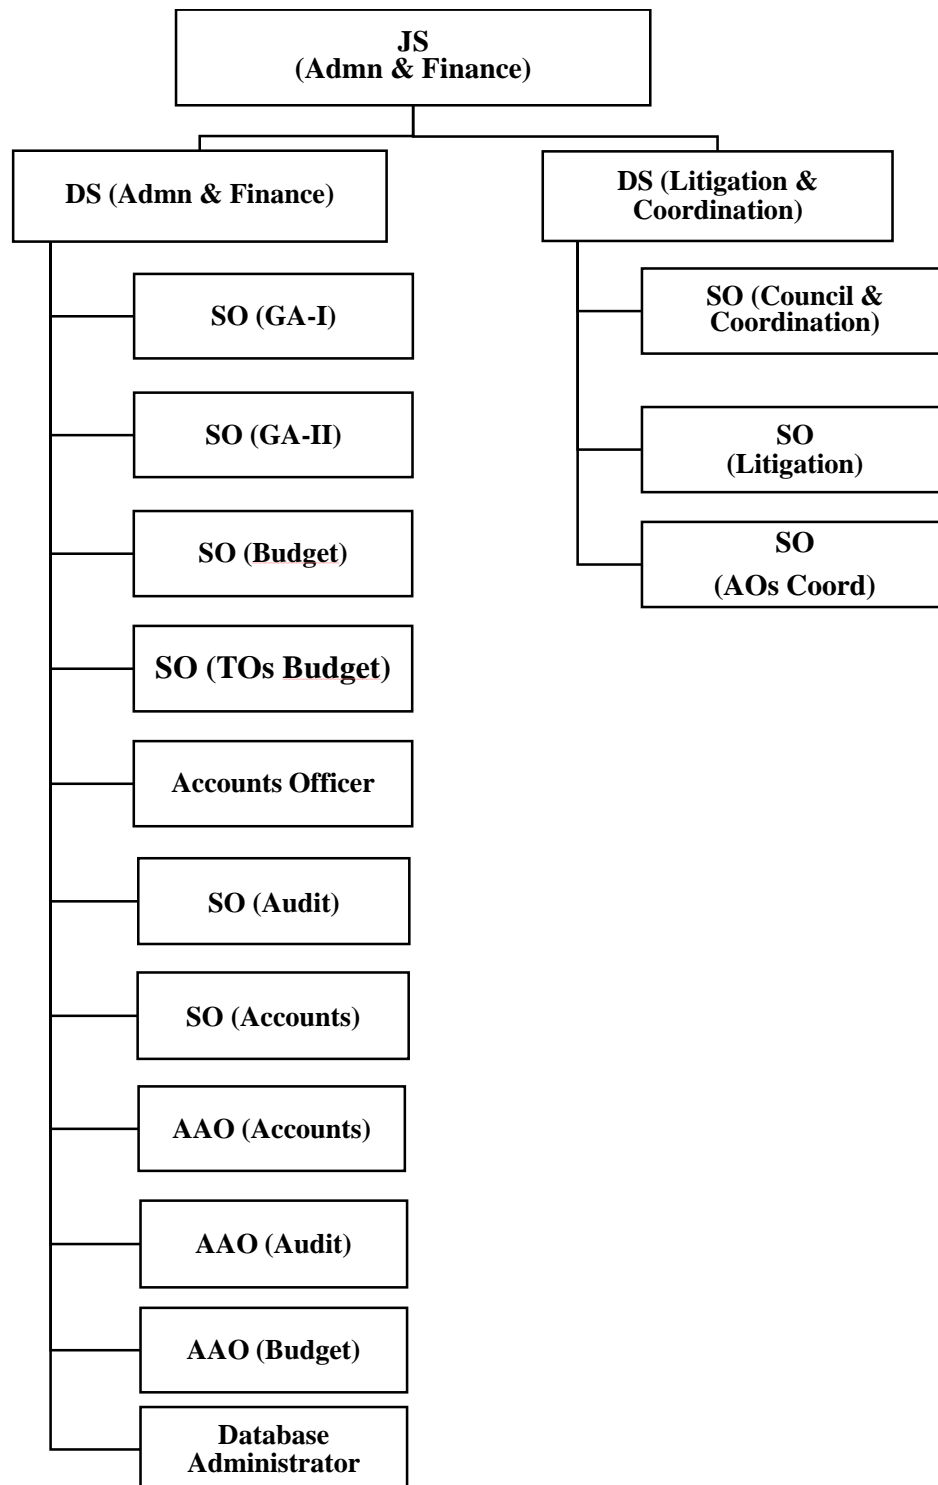 JS
(Admn & Finance)
DS (Admn & Finance)
DS (Litigation &
Coordination)
SO (GA-I)
SO (GA-II)
SO (Budget)
SO (TOs Budget)
Accounts Officer
SO (Audit)
SO (Accounts)
AAO (Accounts)
AAO (Audit)
AAO (Budget)
Database
Administrator
SO (Council &
Coordination)
SO
(Litigation)
SO
(AOs Coord)